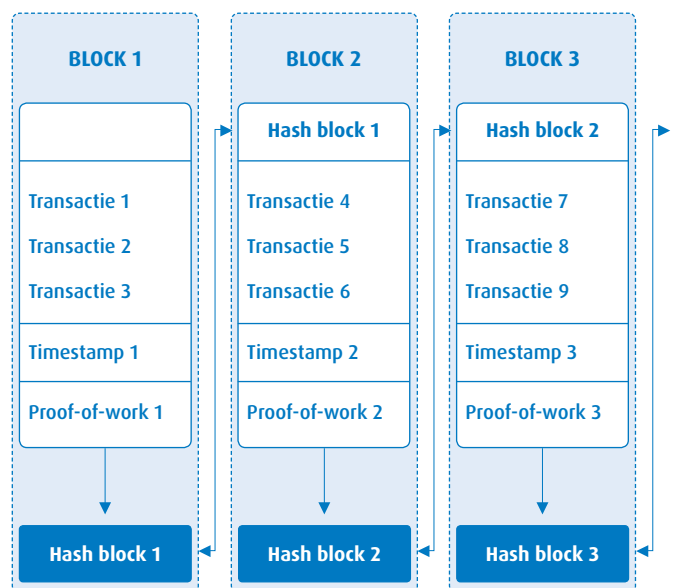 BLOCK 1
Transactie 1
Transactie 2
Transactie 3
Timestamp 1
Proof-of-work 1
Hash block 1
BLOCK 2
Hash block 1
Transactie 4
Transactie 5
Transactie 6
Timestamp 2
Proof-of-work 2
Hash block 2
BLOCK 3
Hash block 2
Transactie 7
Transactie 8
Transactie 9
Timestamp 3
Proof-of-work 3
Hash block 3